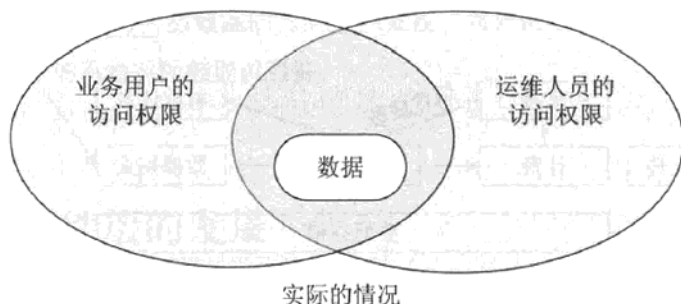 业务用户的
访问权限
运维人员的
访问权限
数据
实际的情况